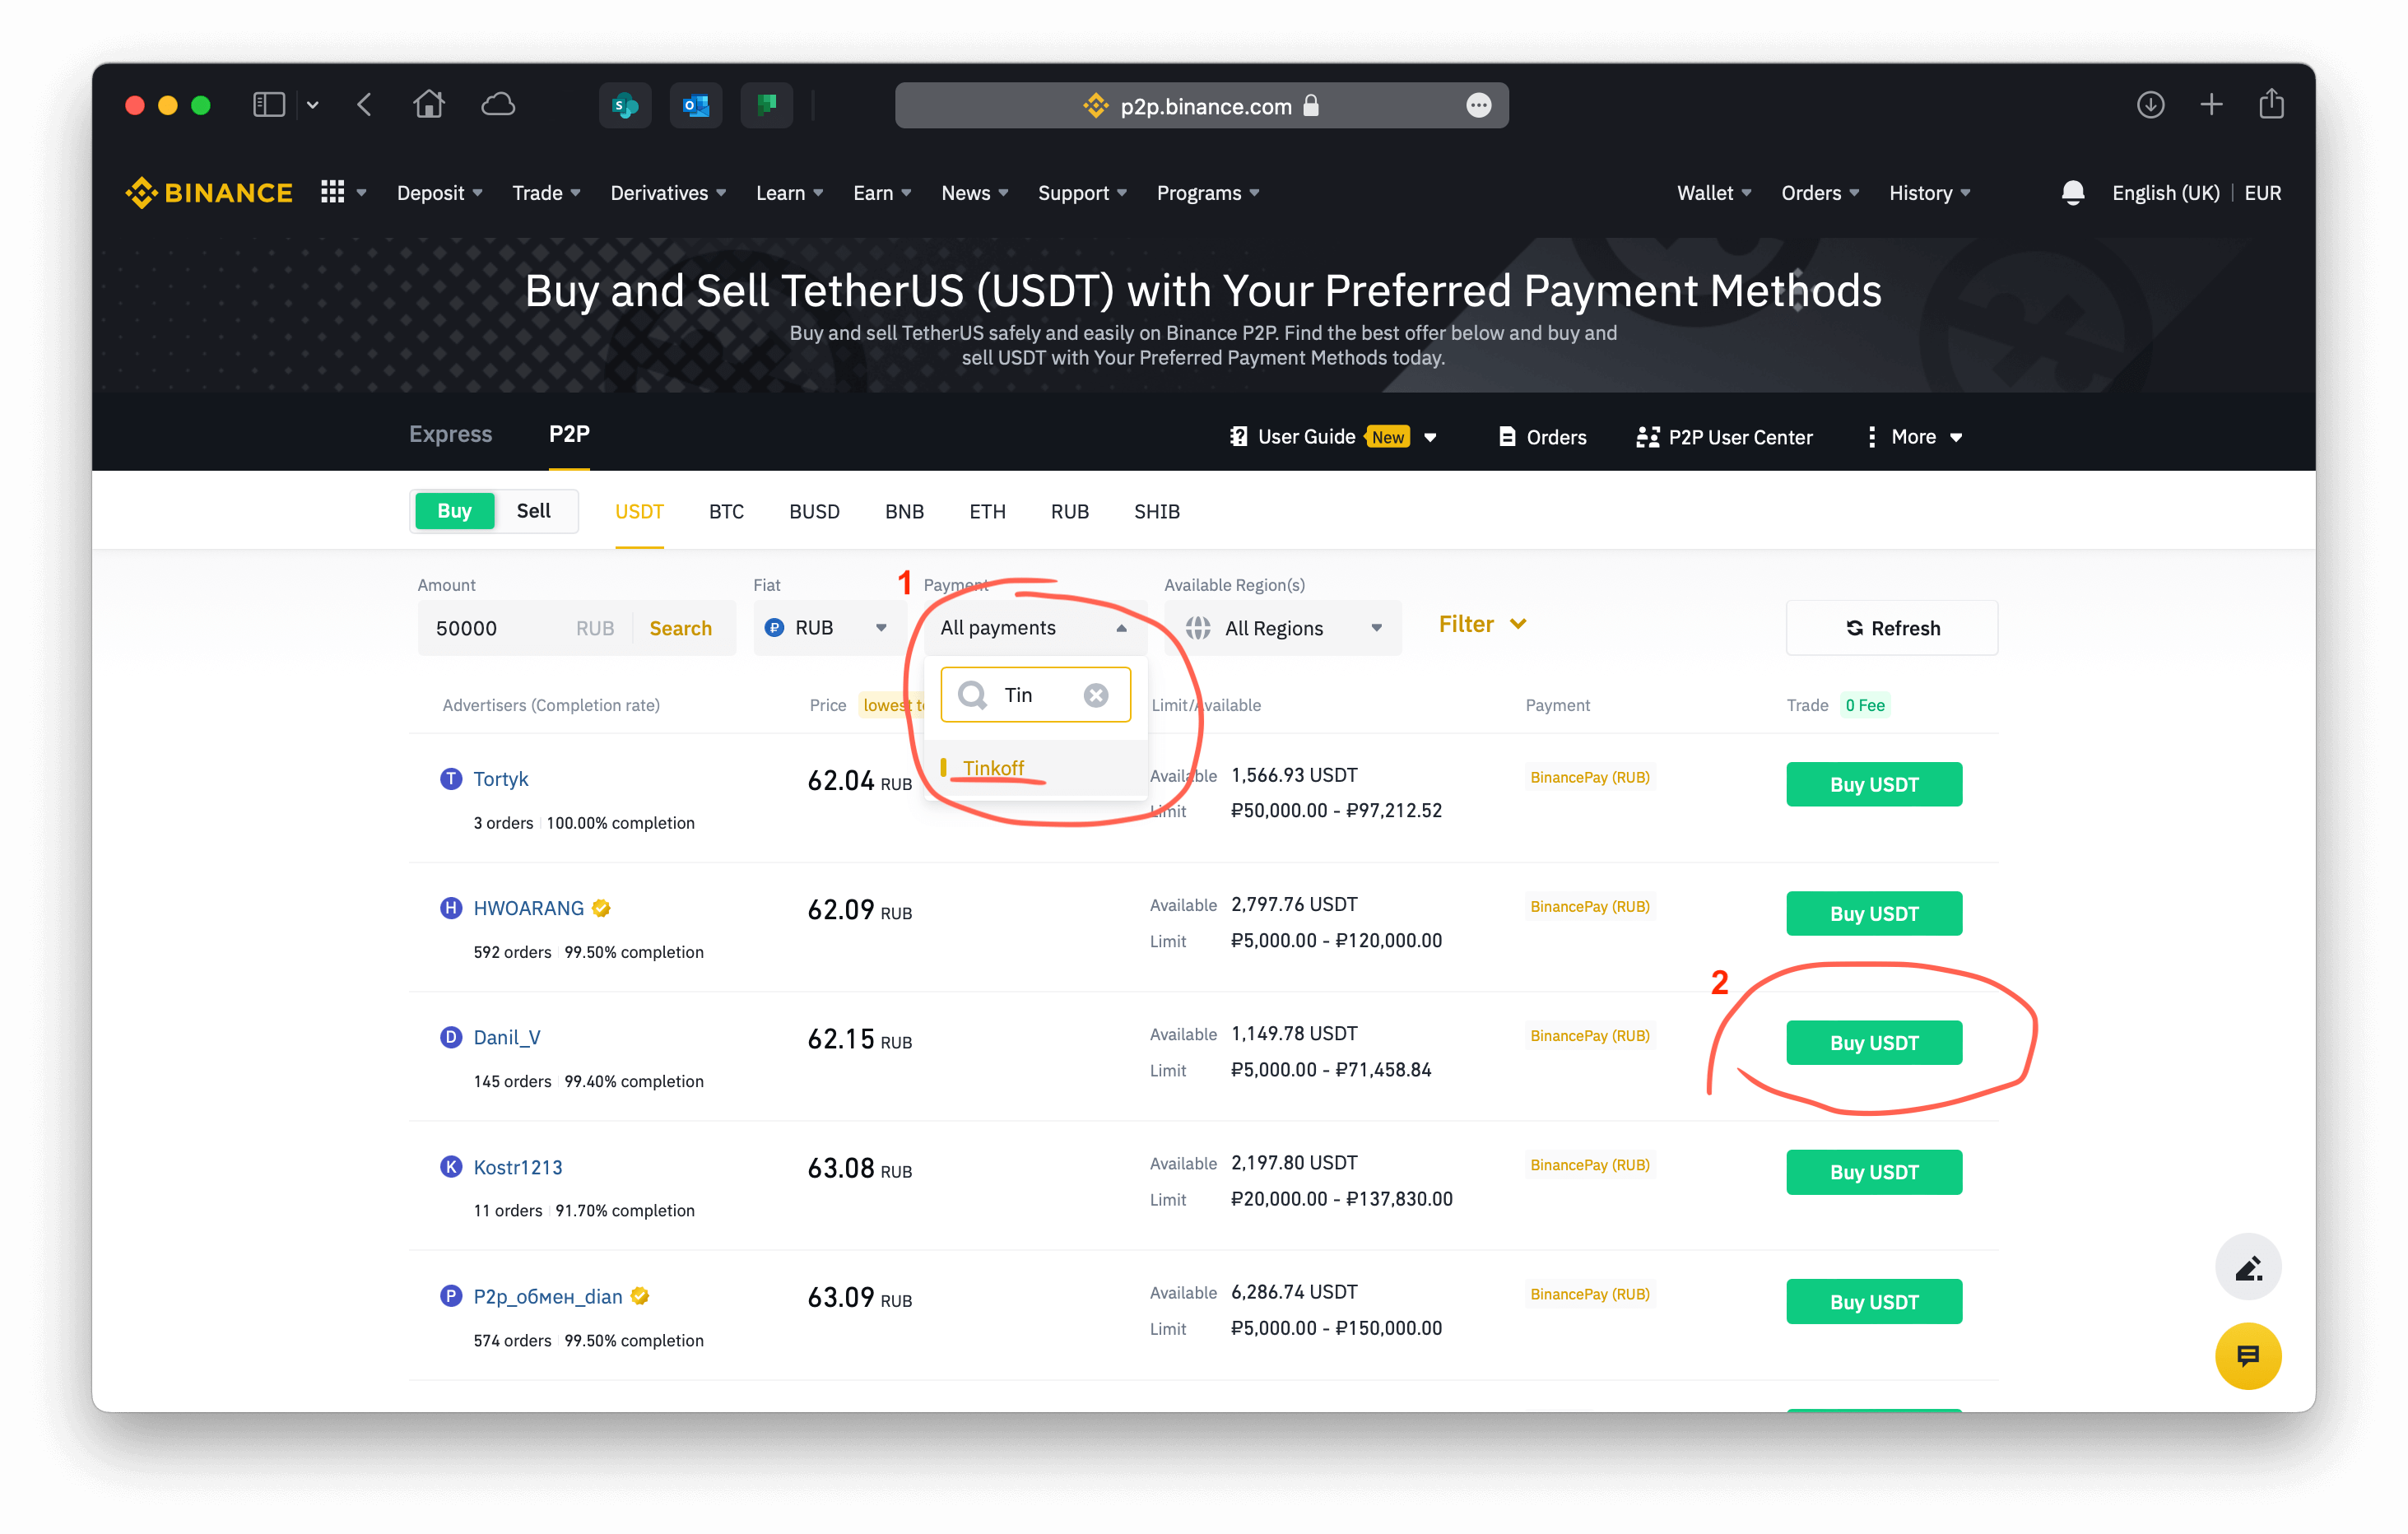 p2p.binance.com
BINANCE Deposit Trade Derivatives Learn Earn News Support Programs Wallet Orders History English (UK) EUR
Buy and Sell TetherUS (USDT) with Your Preferred Payment Methods
Buy and sell TetherUS safely and easily on Binance P2P. Find the best offer below and buy and
sell USDT with Your Preferred Payment Methods today.
Express P2P User Guide New Orders P2P User Center More
Buy Sell USDT BTC BUSD BNB ETH RUB SHIB
Amount Fiat 1 Payment Available Region(s)
50000 RUB Search RUB All payments All Regions Filter Refresh
Tin
Advertisers (Completion rate) Price lowest Limit/Available Payment Trade 0 Fee
Tinkoff
T Tortyk 62.04 RUB Available 1,566.93 USDT BinancePay (RUB) Buy USDT
Limit ₽50,000.00 - ₽97,212.52
3 orders 100.00% completion
H HWOARANG 62.09 RUB Available 2,797.76 USDT BinancePay (RUB) Buy USDT
Limit ₽5,000.00 - ₽120,000.00
592 orders 99.50% completion
2
D Danil_V 62.15 RUB Available 1,149.78 USDT BinancePay (RUB) Buy USDT
Limit ₽5,000.00 - ₽71,458.84
145 orders 99.40% completion
K Kostr1213 63.08 RUB Available 2,197.80 USDT BinancePay (RUB) Buy USDT
Limit ₽20,000.00 - ₽137,830.00
11 orders 91.70% completion
P P2p_обмен_dian 63.09 RUB Available 6,286.74 USDT BinancePay (RUB) Buy USDT
Limit ₽5,000.00 - ₽150,000.00
574 orders 99.50% completion